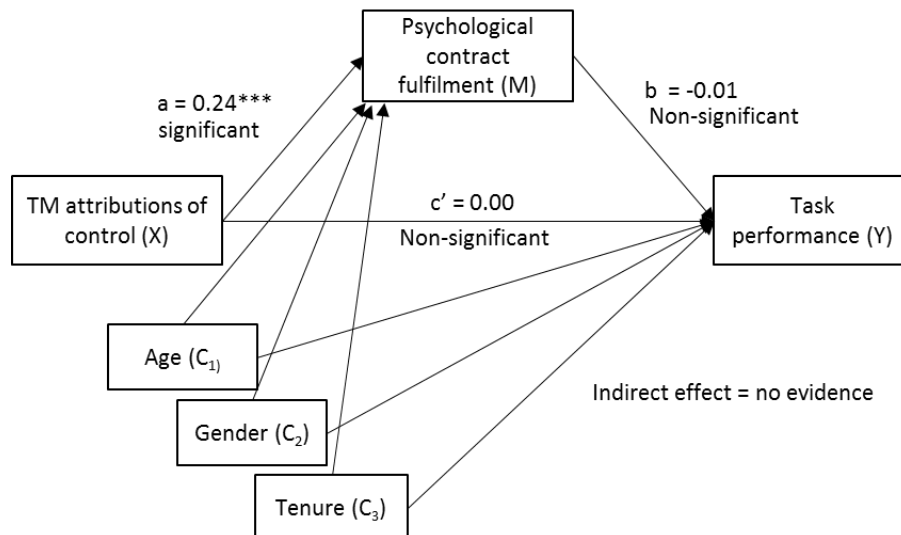 Psychological
contract
fulfilment (M)
a = 0.24***
significant
b = -0.01
Non-significant
TM attributions of
control (X)
c’ = 0.00
Non-significant
Task
performance (Y)
Age (C1)
Indirect effect = no evidence
Gender (C2)
Tenure (C3)